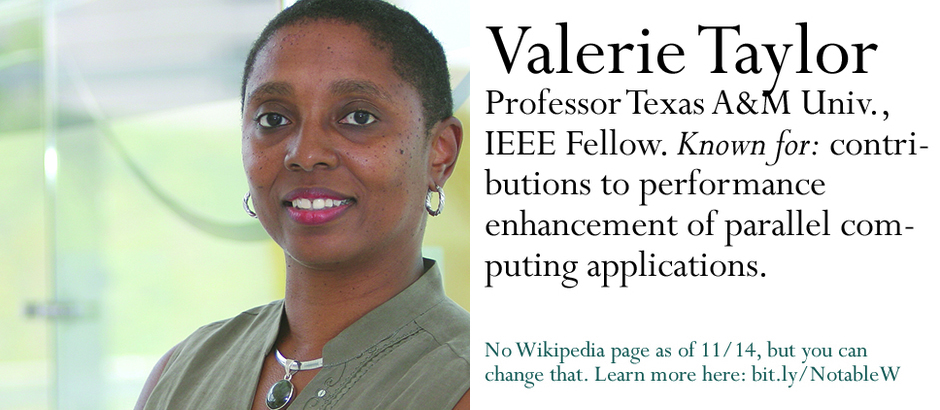 Valerie Taylor
Professor Texas A&M Univ.,
IEEE Fellow. Known for: contri-
butions to performance
enhancement of parallel com-
puting applications.
No Wikipedia page as of 11/14, but you can
change that. Learn more here: bit.ly/NotableW